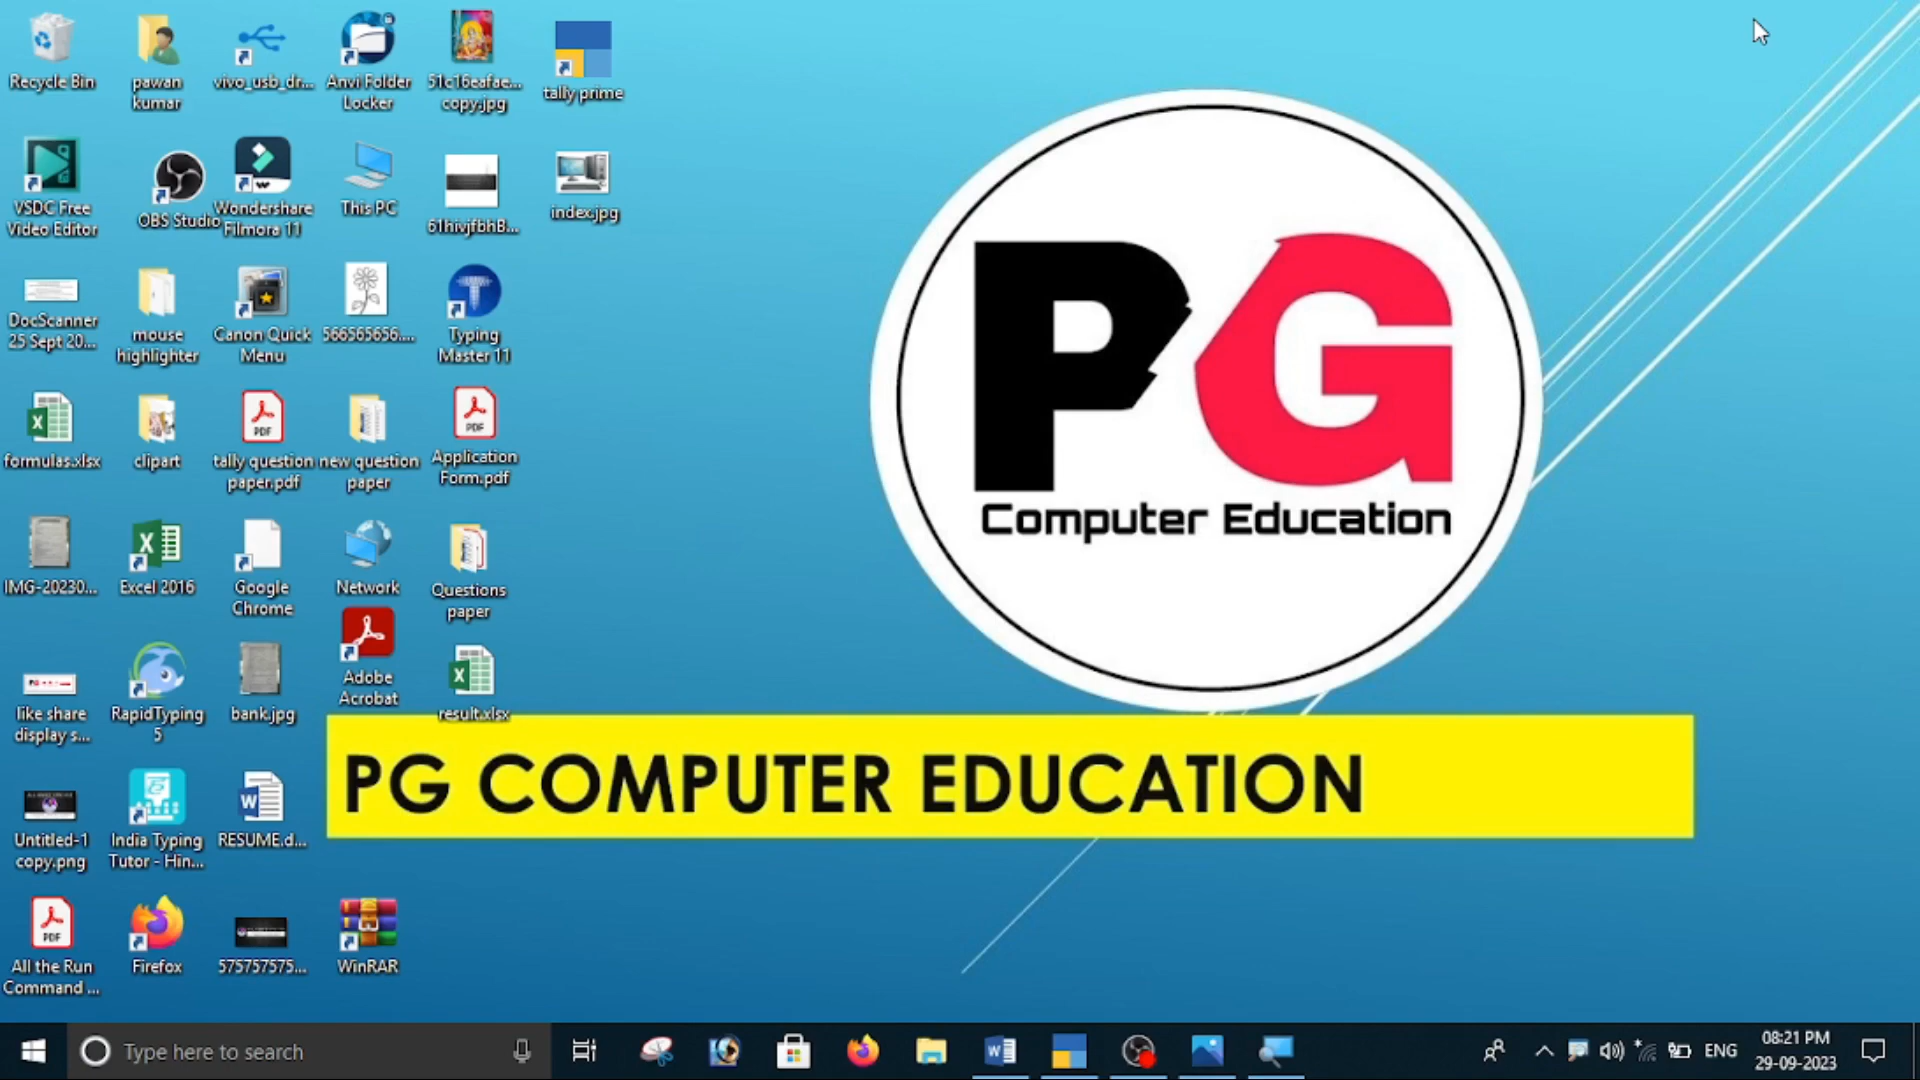 Recycle Bin
pawan
kumar
vivo_usb_dr...
Anvi Folder
Locker
51c16eafae...
copy.jpg
tally prime
VSDC Free
Video Editor
OBS Studio
Wondershare
Filmora 11
This PC
61hivjfbhB...
index.jpg
DocScanner
25 Sept 20...
mouse
highlighter
Canon Quick
Menu
566565656....
Typing
Master 11
formulas.xlsx
clipart
PDF
tally question
paper.pdf
new question
paper
PDF
Application
Form.pdf
IMG-20230...
Excel 2016
Google
Chrome
Network
Questions
paper
like share
display s...
RapidTyping
5
bank.jpg
Adobe
Acrobat
result.xlsx
Untitled-1
copy.png
India Typing
Tutor - Hin...
RESUME.d...
PDF
All the Run
Command ...
Firefox
575757575...
WinRAR
PG
Computer Education
PG COMPUTER EDUCATION
Type here to search
ENG
08:21 PM
29-09-2023